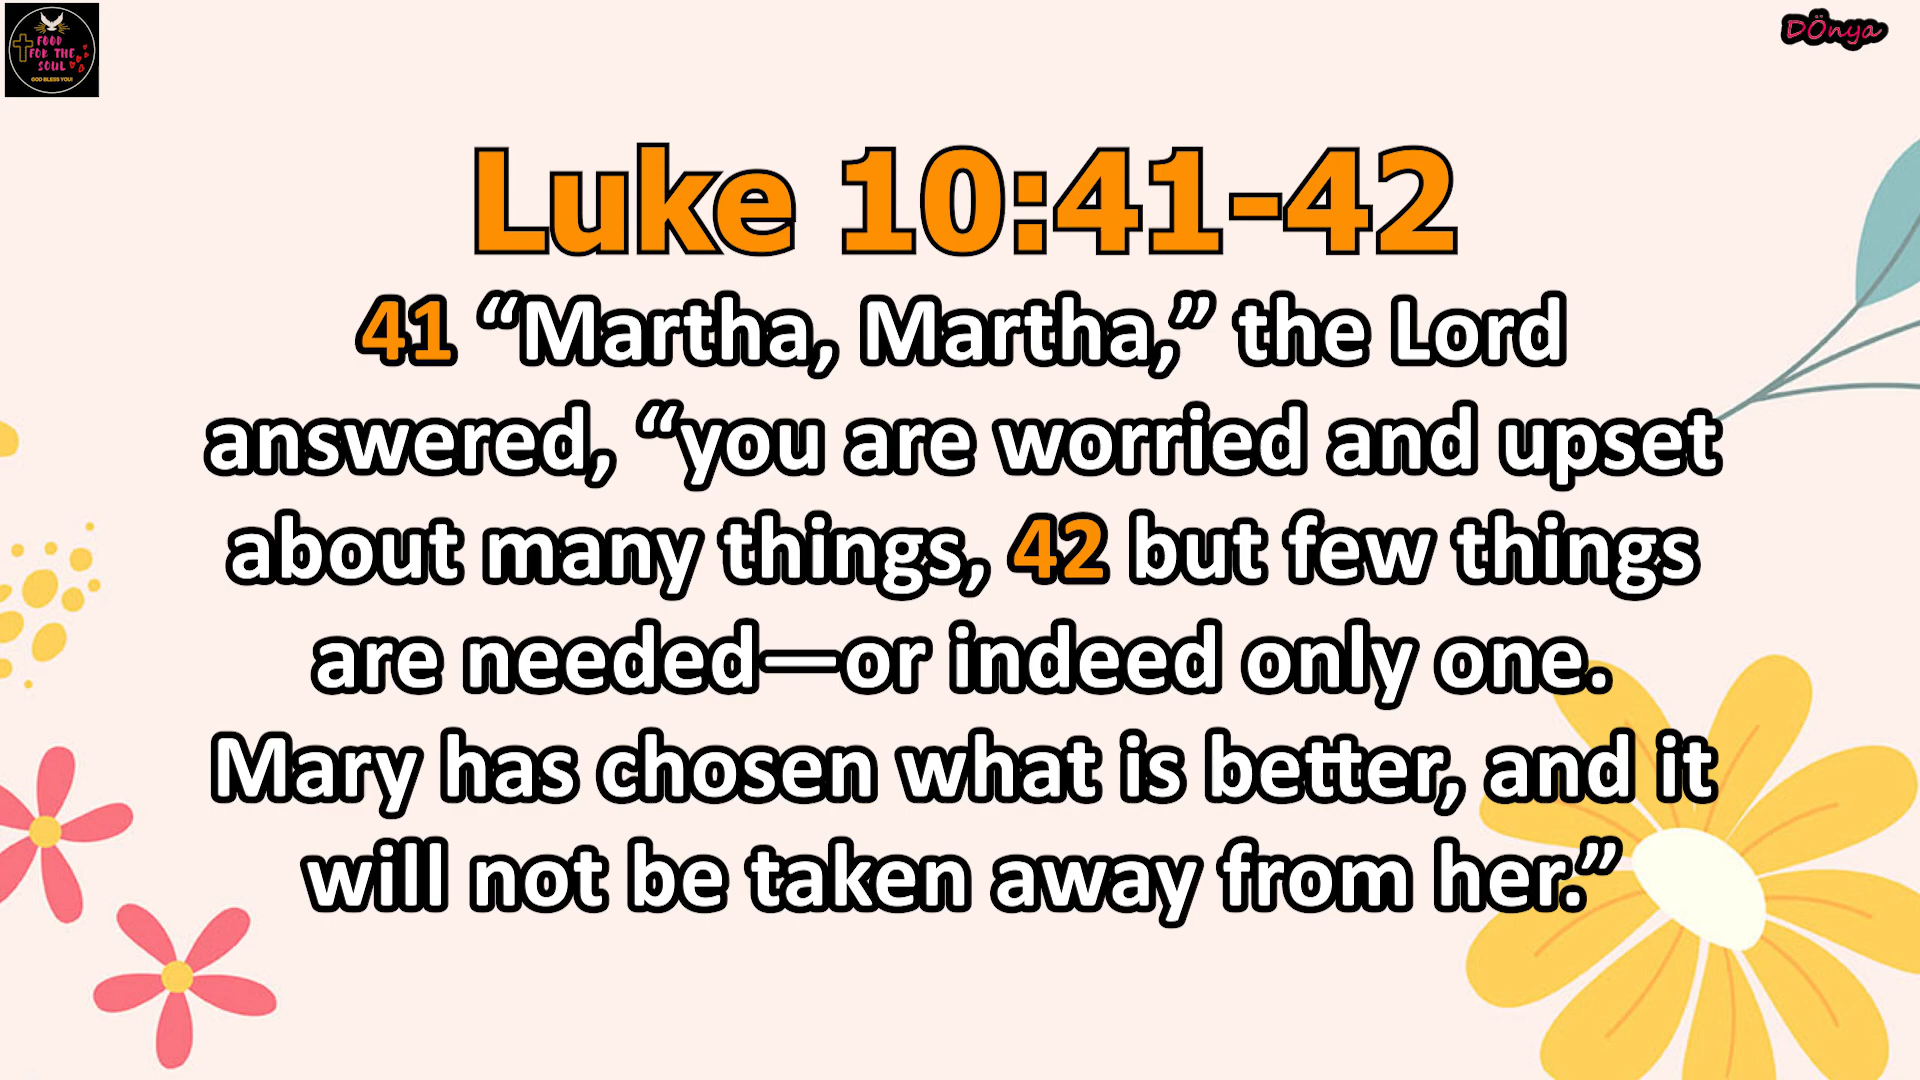 FOOD
FOR THE
SOUL
GOD BLESS YOU!
DÖnya
Luke 10:41-42
41 “Martha, Martha,” the Lord
answered, “you are worried and upset
about many things, 42 but few things
are needed—or indeed only one.
Mary has chosen what is better, and it
will not be taken away from her.”